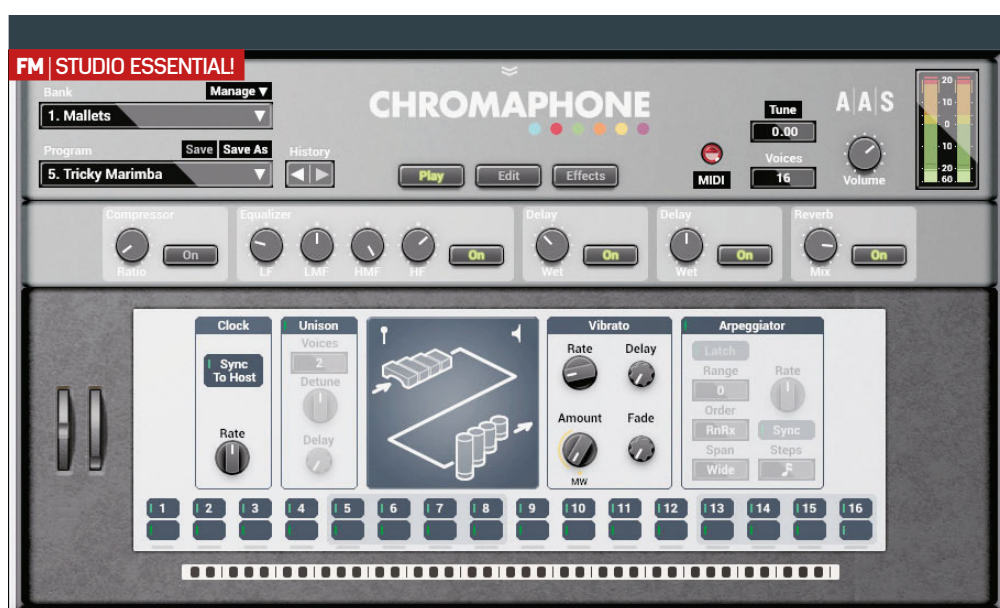 FM | STUDIO ESSENTIAL!
Bank
Manage ▼
1. Mallets
Program
Save
Save As
5. Tricky Marimba
History
CHROMAPHONE
Play
Edit
Effects
MIDI
Tune
0.00
Voices
16
A|A|S
Volume
20
10
0
10
20
60
Compressor
Ratio
On
Equalizer
LF
LMF
HMF
HF
On
Delay
Wet
On
Delay
Wet
On
Reverb
Mix
On
Clock
Sync
To Host
Rate
Unison
Voices
2
Detune
Delay
Vibrato
Rate
Delay
Amount
Fade
MW
Arpeggiator
Latch
Range
0
Rate
Order
RnRx
Sync
Span
Steps
Wide
1 2 3 4 5 6 7 8 9 10 11 12 13 14 15 16